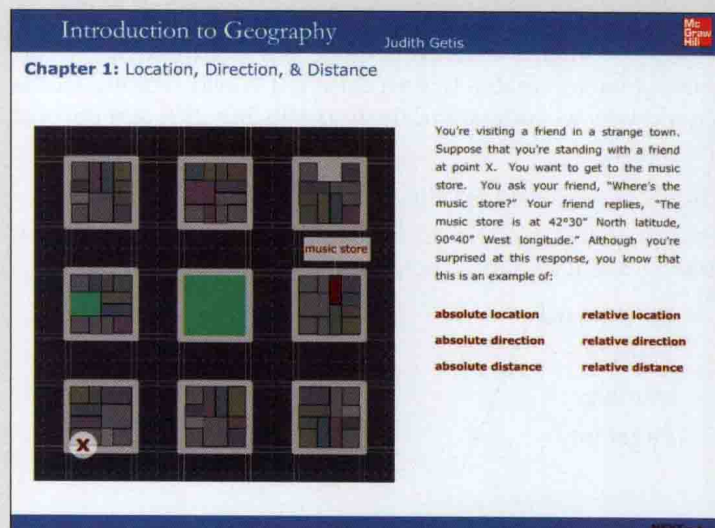 Introduction to Geography
Judith Getis
Mc
Graw
Hill
Chapter 1: Location, Direction, & Distance
music store
X
You're visiting a friend in a strange town.
Suppose that you're standing with a friend
at point X. You want to get to the music
store. You ask your friend, "Where's the
music store?" Your friend replies, "The
music store is at 42°30" North latitude,
90°40" West longitude." Although you're
surprised at this response, you know that
this is an example of:
absolute location relative location
absolute direction relative direction
absolute distance relative distance